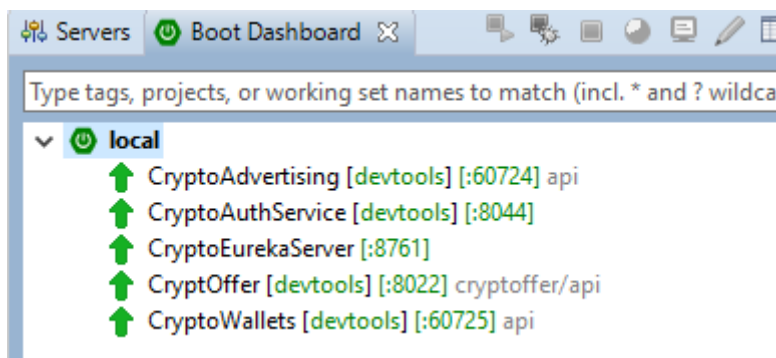 Servers Boot Dashboard
Type tags, projects, or working set names to match (incl. * and ? wildca
local
CryptoAdvertising [devtools] [:60724] api
CryptoAuthService [devtools] [:8044]
CryptoEurekaServer [:8761]
CryptOffer [devtools] [:8022] cryptoffer/api
CryptoWallets [devtools] [:60725] api